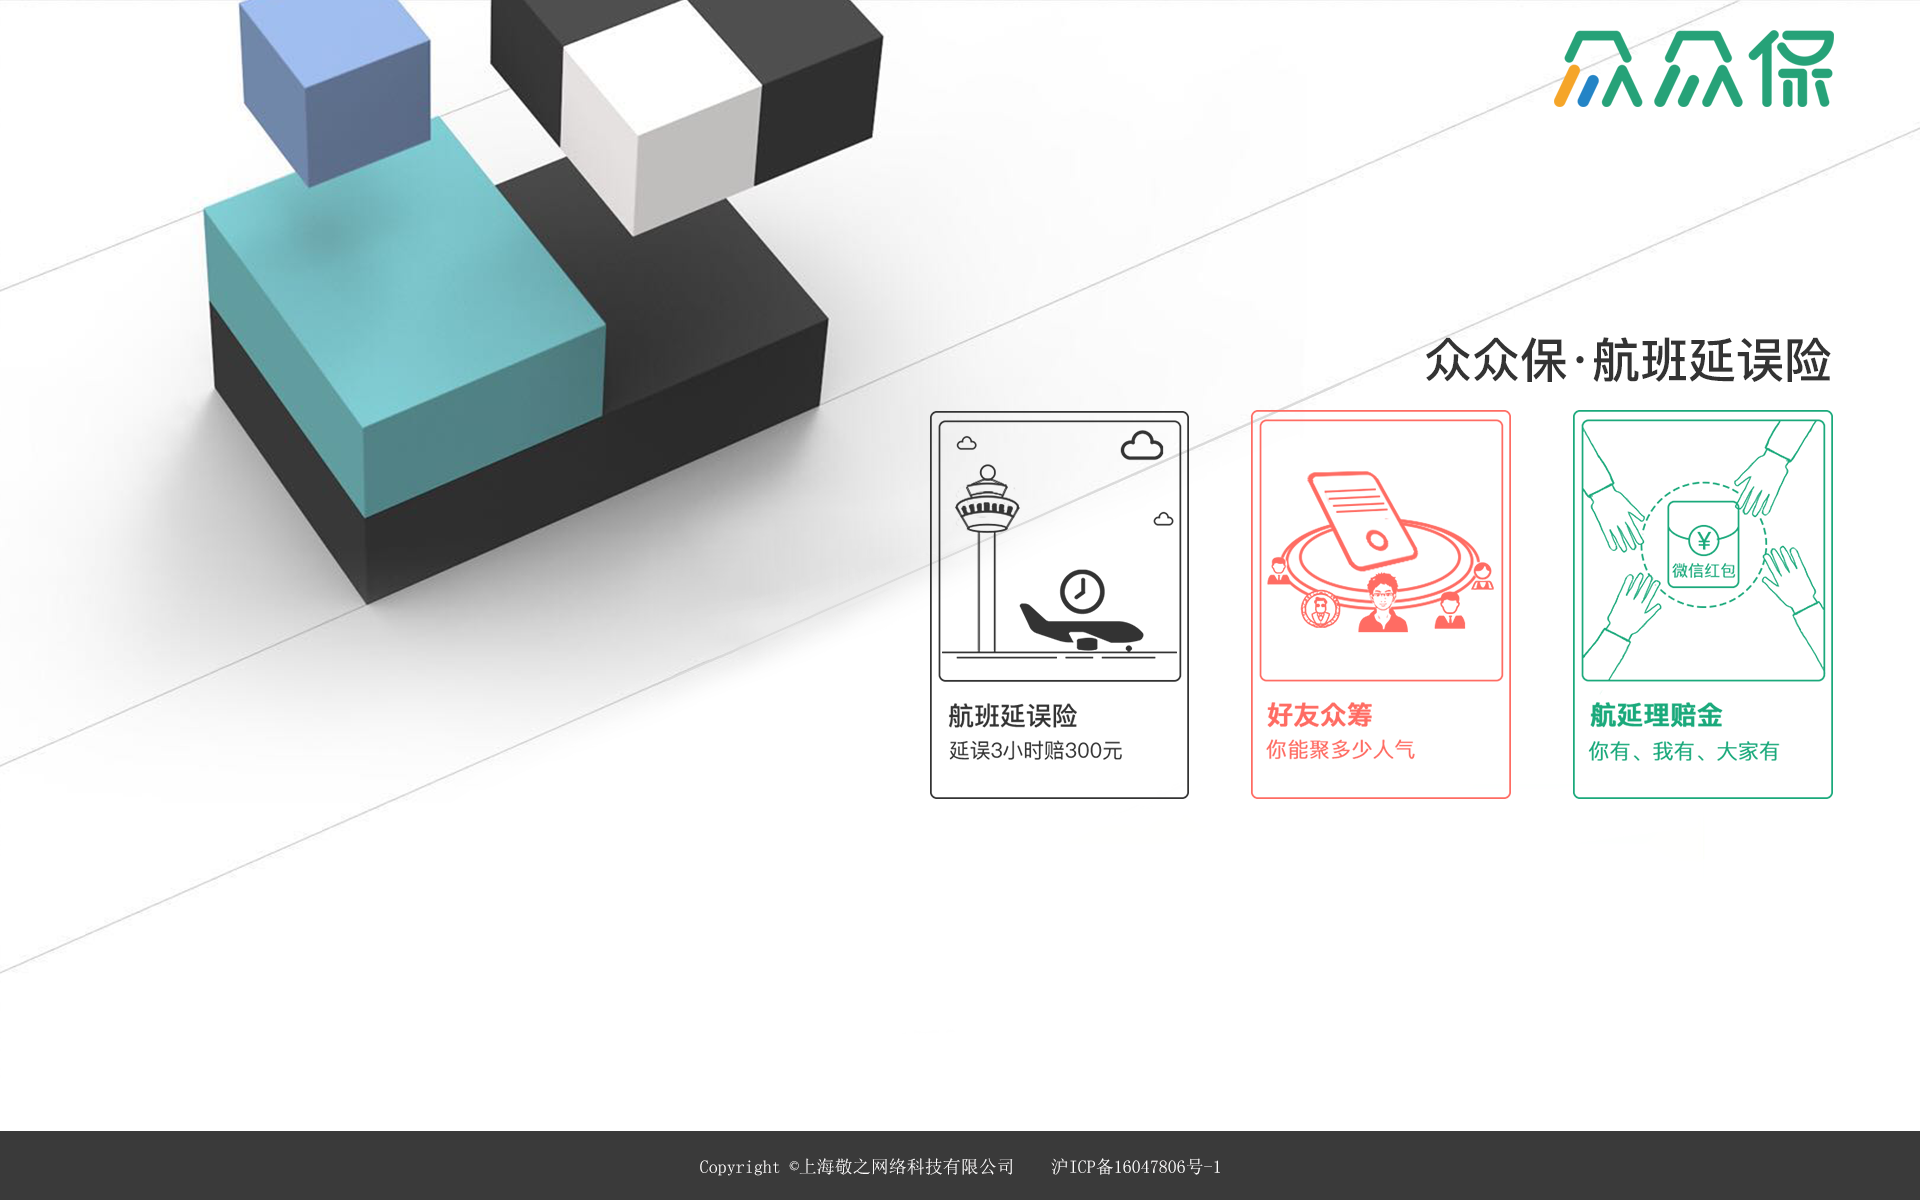 众众保
众众保·航班延误险
微信红包
航班延误险
延误3小时赔300元
好友众筹
你能聚多少人气
航延理赔金
你有、我有、大家有
Copyright ©上海敬之网络科技有限公司 沪ICP备16047806号-1